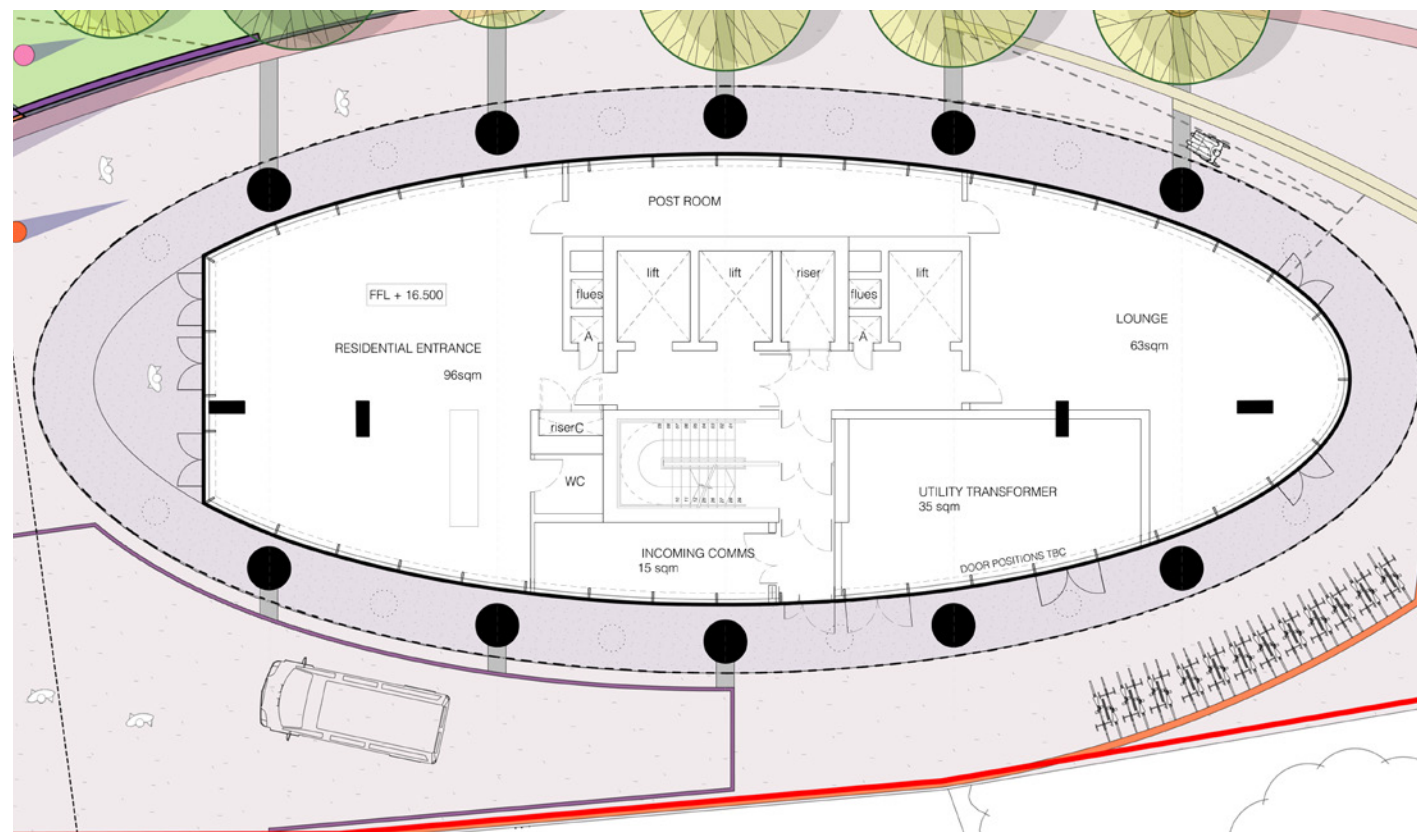 POST ROOM
lift
lift
riser
lift
flues
flues
FFL + 16.500
A
A
RESIDENTIAL ENTRANCE
96sqm
LOUNGE
63sqm
riserC
WC
UTILITY TRANSFORMER
35 sqm
INCOMING COMMS
15 sqm
DOOR POSITIONS TBC